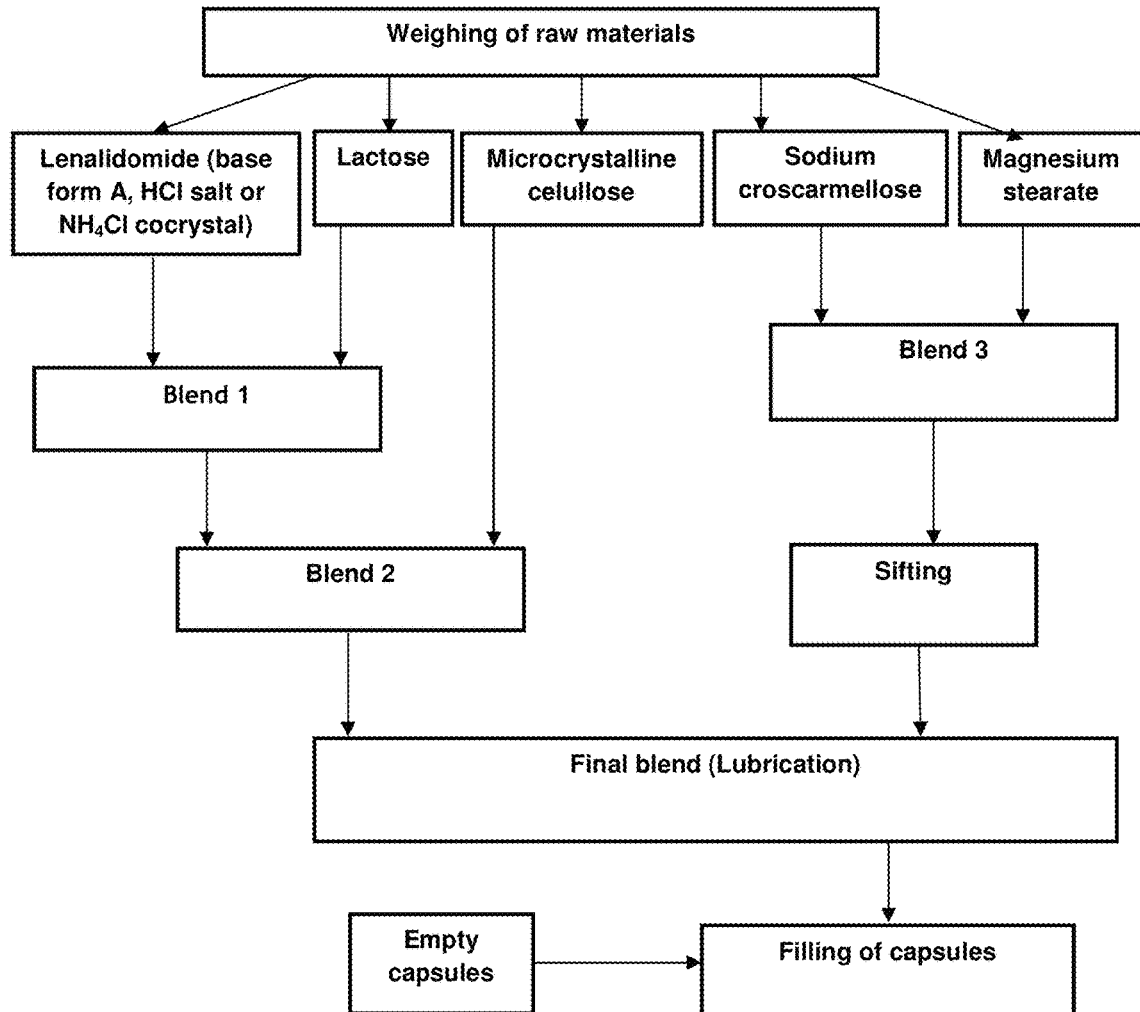 Weighing of raw materials
Lenalidomide (base
form A, HCl salt or
NH₄Cl cocrystal)
Lactose
Microcrystalline
celullose
Sodium
croscarmellose
Magnesium
stearate
Blend 1
Blend 3
Blend 2
Sifting
Final blend (Lubrication)
Empty
capsules
Filling of capsules